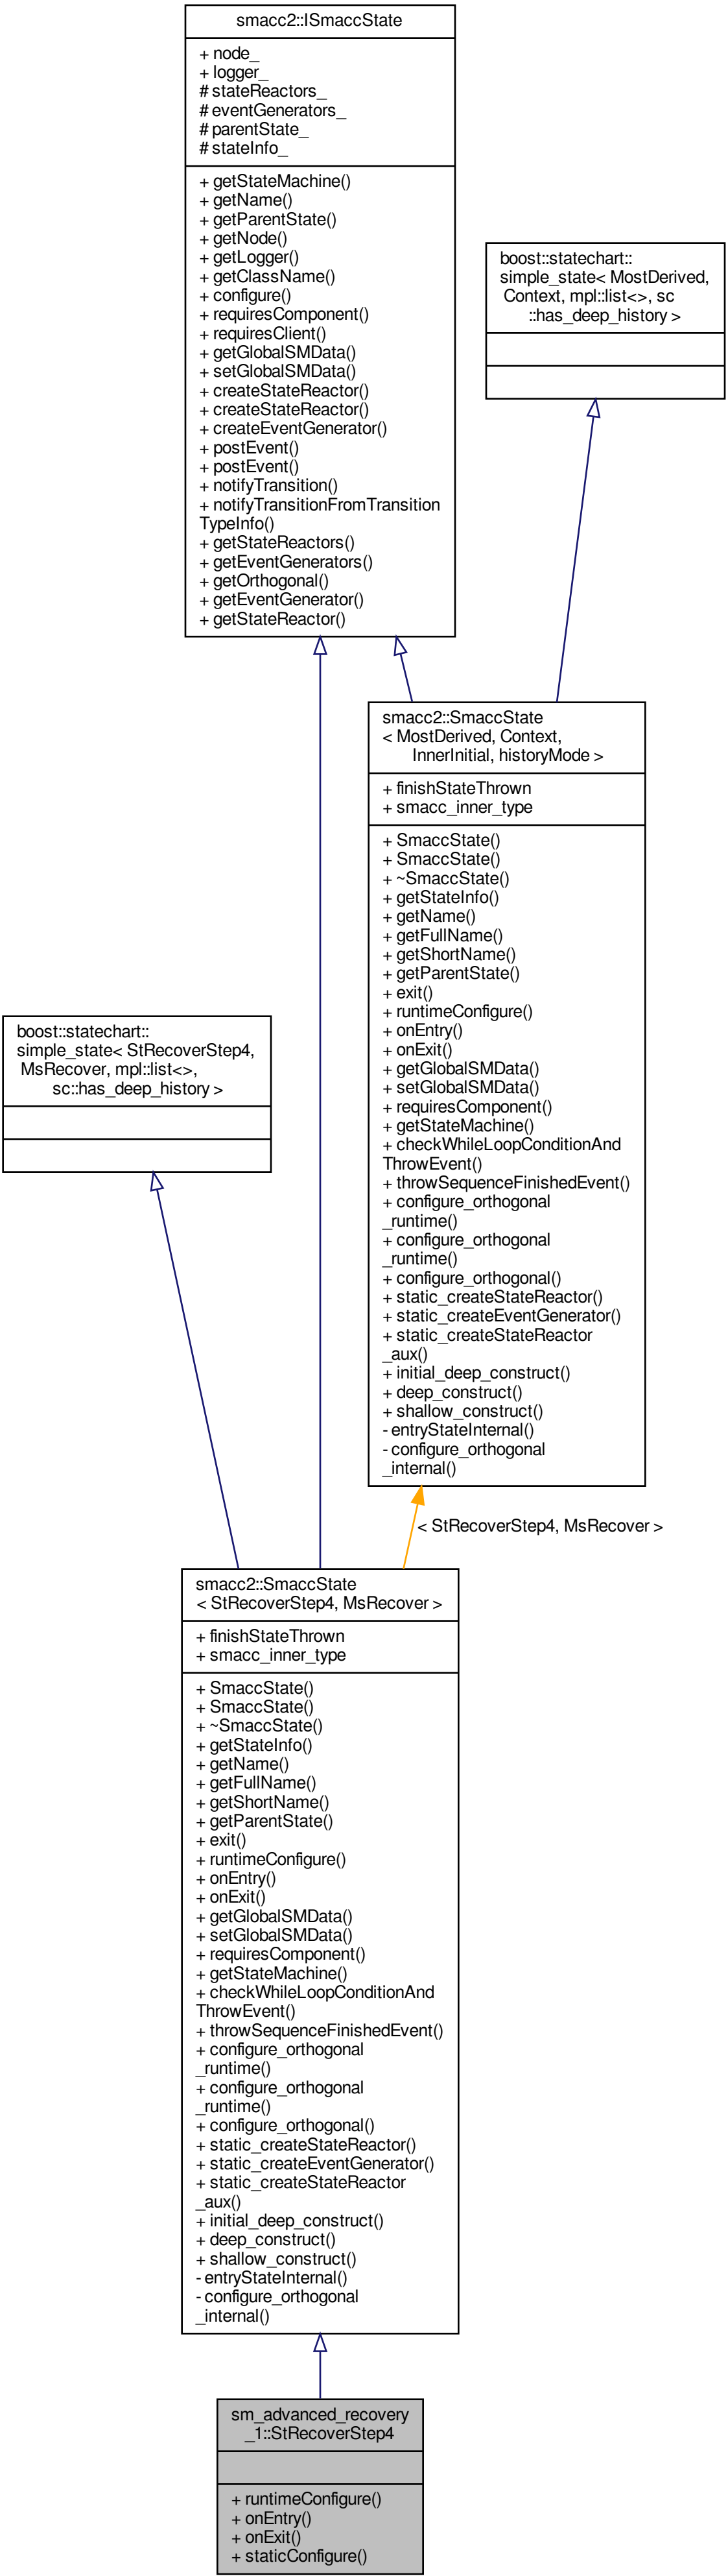 smacc2::ISmaccState
+ node_
+ logger_
# stateReactors_
# eventGenerators_
# parentState_
# stateInfo_
+ getStateMachine()
+ getName()
+ getParentState()
+ getNode()
+ getLogger()
+ getClassName()
+ configure()
+ requiresComponent()
+ requiresClient()
+ getGlobalSMData()
+ setGlobalSMData()
+ createStateReactor()
+ createStateReactor()
+ createEventGenerator()
+ postEvent()
+ postEvent()
+ notifyTransition()
+ notifyTransitionFromTransition
TypeInfo()
+ getStateReactors()
+ getEventGenerators()
+ getOrthogonal()
+ getEventGenerator()
+ getStateReactor()
boost::statechart::
simple_state< MostDerived,
Context, mpl::list<>, sc
::has_deep_history >
smacc2::SmaccState
< MostDerived, Context,
InnerInitial, historyMode >
+ finishStateThrown
+ smacc_inner_type
+ SmaccState()
+ SmaccState()
+ ~SmaccState()
+ getStateInfo()
+ getName()
+ getFullName()
+ getShortName()
+ getParentState()
+ exit()
+ runtimeConfigure()
+ onEntry()
+ onExit()
+ getGlobalSMData()
+ setGlobalSMData()
+ requiresComponent()
+ getStateMachine()
+ checkWhileLoopConditionAnd
ThrowEvent()
+ throwSequenceFinishedEvent()
+ configure_orthogonal
_runtime()
+ configure_orthogonal
_runtime()
+ configure_orthogonal()
+ static_createStateReactor()
+ static_createEventGenerator()
+ static_createStateReactor
_aux()
+ initial_deep_construct()
+ deep_construct()
+ shallow_construct()
- entryStateInternal()
- configure_orthogonal
_internal()
boost::statechart::
simple_state< StRecoverStep4,
MsRecover, mpl::list<>,
sc::has_deep_history >
< StRecoverStep4, MsRecover >
smacc2::SmaccState
< StRecoverStep4, MsRecover >
+ finishStateThrown
+ smacc_inner_type
+ SmaccState()
+ SmaccState()
+ ~SmaccState()
+ getStateInfo()
+ getName()
+ getFullName()
+ getShortName()
+ getParentState()
+ exit()
+ runtimeConfigure()
+ onEntry()
+ onExit()
+ getGlobalSMData()
+ setGlobalSMData()
+ requiresComponent()
+ getStateMachine()
+ checkWhileLoopConditionAnd
ThrowEvent()
+ throwSequenceFinishedEvent()
+ configure_orthogonal
_runtime()
+ configure_orthogonal
_runtime()
+ configure_orthogonal()
+ static_createStateReactor()
+ static_createEventGenerator()
+ static_createStateReactor
_aux()
+ initial_deep_construct()
+ deep_construct()
+ shallow_construct()
- entryStateInternal()
- configure_orthogonal
_internal()
sm_advanced_recovery
_1::StRecoverStep4
+ runtimeConfigure()
+ onEntry()
+ onExit()
+ staticConfigure()